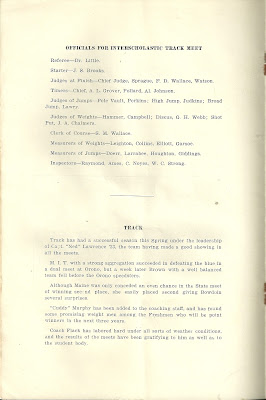 OFFICIALS FOR INTERSCHOLASTIC TRACK MEET
Referee—Dr. Little.
Starter—J. S. Brooks.
Judges at Finish—Chief Judge, Sprague, F. D. Wallace, Watson.
Timers—Chief, A. L. Grover, Pollard, Al Johnson.
Judges of Jumps—Pole Vault, Perkins; High Jump, Judkins; Broad
Jump, Lawry.
Judges of Weights—Hammer, Campbell; Discus, G. H. Webb; Shot
Put, J. A. Chalmers.
Clerk of Course—S. M. Wallace.
Measurers of Weights—Leighton, Collins, Elliott,
Measurers of Jumps—Doerr, Larrabee, Houghton, Giddings.
Inspectors—Raymond, Ames, C. Noyes, W. C. Strong.
TRACK
Track has had a successful season this Spring under the leadership
of Capt. "Ned" Lawrence '23, the team having made a good showing in
all the meets.
M. I. T. with a strong aggregation succeeded in defeating the blue in
a dual meet at Orono, but a week later Brown with a well balanced
team fell before the Orono speedsters.
Although Maine was only conceded an even chance in the State meet
of winning second place, she easily placed second giving Bowdoin
several surprises.
"Cuddy" Murphy has been added to the coaching staff, and has found
some promising weight men among the Freshmen who will be point
winners in the next three years.
Coach Flack has labored hard under all sorts of weather conditions,
and the results of the meets have been gratifying to him as well as to
the student body.